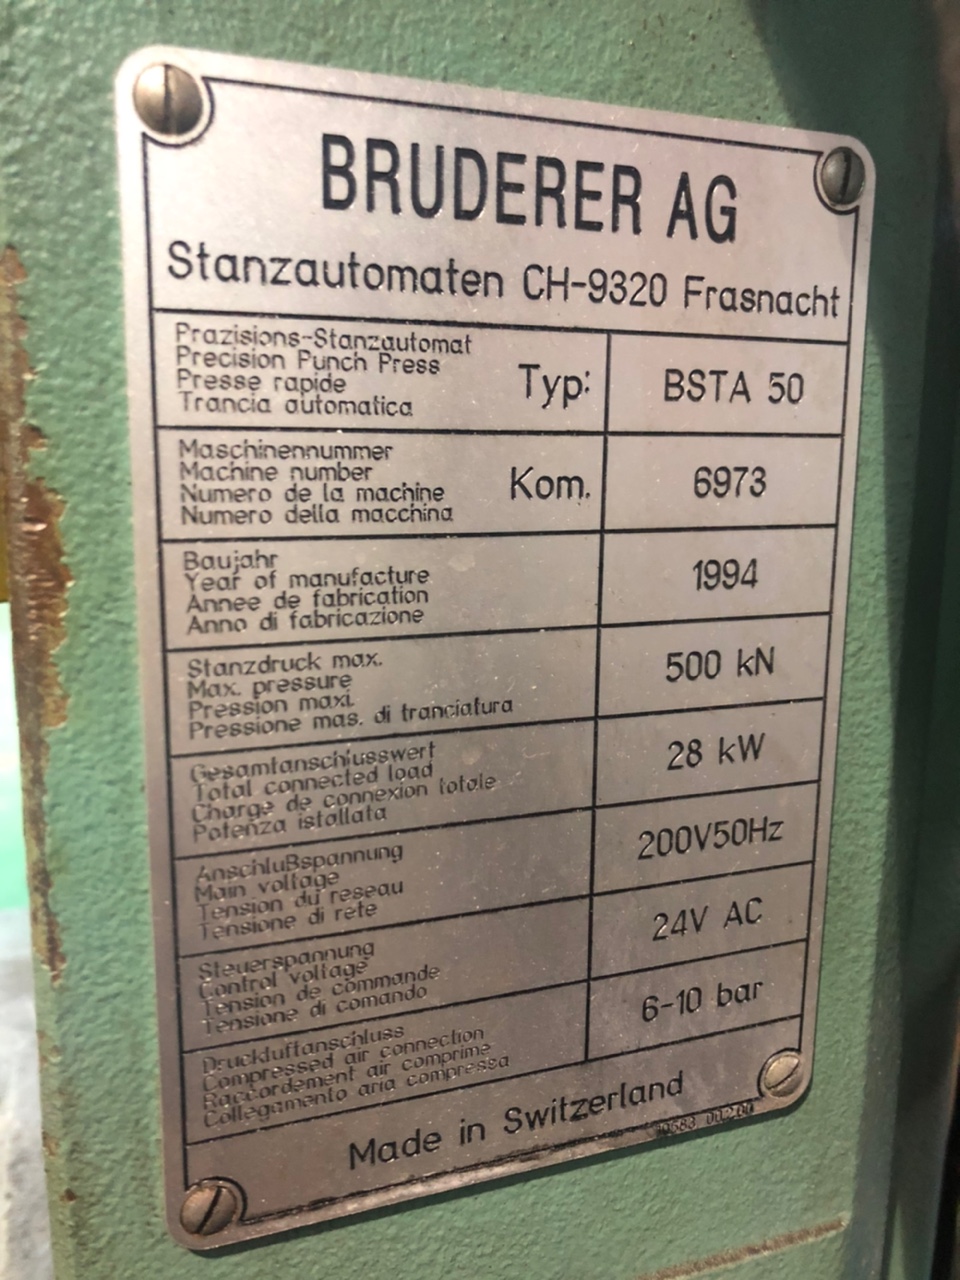 BRUDERER AG
Stanzautomaten CH-9320 Frasnacht
Prazisions-Stanzautomat
Precision Punch Press
Presse rapide
Trancia automatica
Typ:
BSTA 50
Maschinennummer
Machine number
Numero de la machine
Numero della macchina
Kom.
6973
Baujahr
Year of manufacture
Annee de fabrication
Anno di fabricazione
1994
Stanzdruck max.
Max. pressure
Pression maxi.
Pressione mas. di tranciatura
500 kN
Gesamtanschlusswert
Total connected load
Charge de connexion totale
Potenza istallata
28 kW
Anschlußspannung
Main voltage
Tension du reseau
Tensione di rete
200V50Hz
Steuerspannung
Control voltage
Tension de commande
Tensione di comando
24V AC
Druckluftanschluss
Compressed air connection
Raccordement air comprime
Collegamento aria compressa
6-10 bar
Made in Switzerland